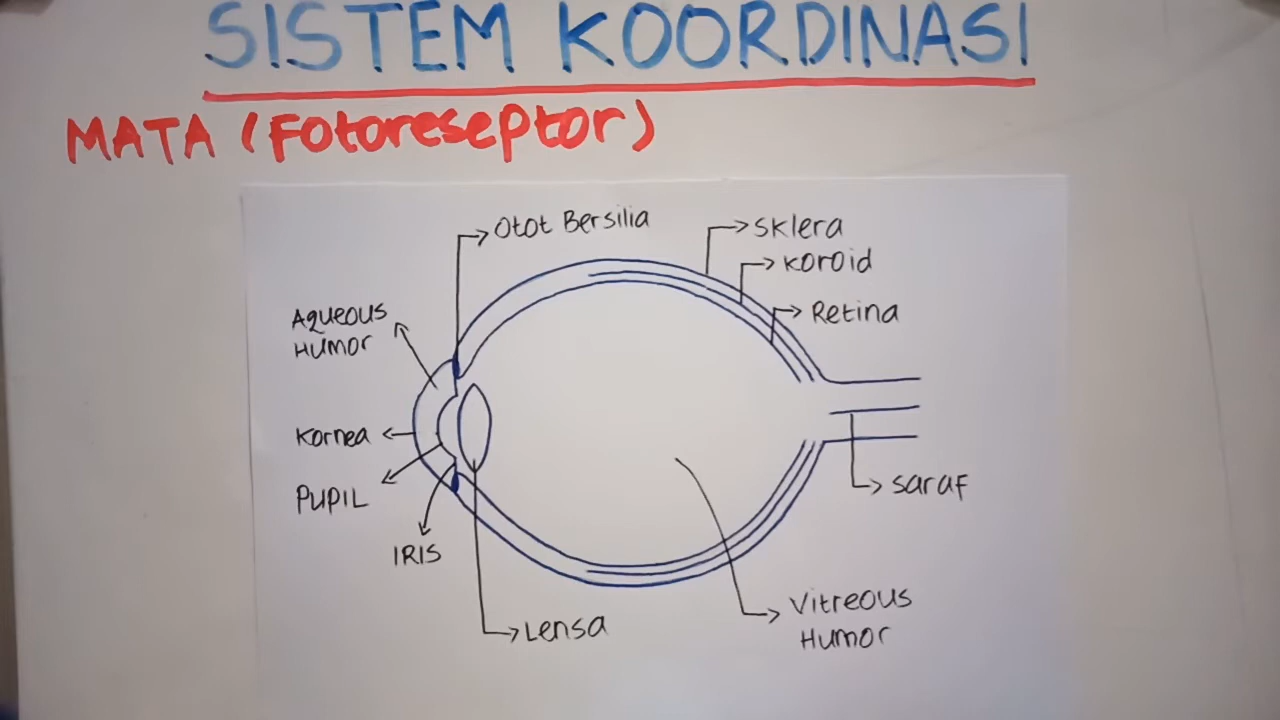 SISTEM KOORDINASI
MATA (Fotoreseptor)
Otot Bersilia
Sklera
Koroid
Retina
Aqueous
Humor
Kornea
PUPIL
IRIS
Lensa
Saraf
Vitreous
Humor